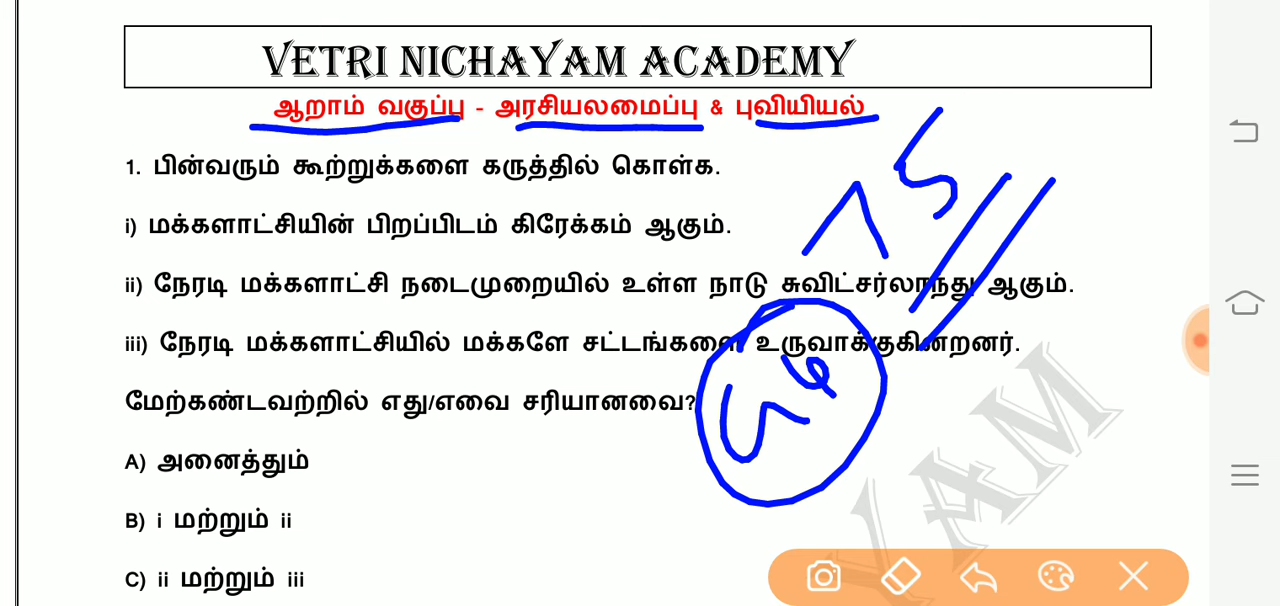 VETRI NICHAYAM ACADEMY
ஆறாம் வகுப்பு - அரசியலமைப்பு & புவியியல்
1. பின்வரும் கூற்றுக்களை கருத்தில் கொள்க.
i) மக்களாட்சியின் பிறப்பிடம் கிரேக்கம் ஆகும்.
ii) நேரடி மக்களாட்சி நடைமுறையில் உள்ள நாடு சுவிட்சர்லாந்து ஆகும்.
iii) நேரடி மக்களாட்சியில் மக்களே சட்டங்களை உருவாக்குகின்றனர்.
மேற்கண்டவற்றில் எது/எவை சரியானவை?
A) அனைத்தும்
B) i மற்றும் ii
C) ii மற்றும் iii